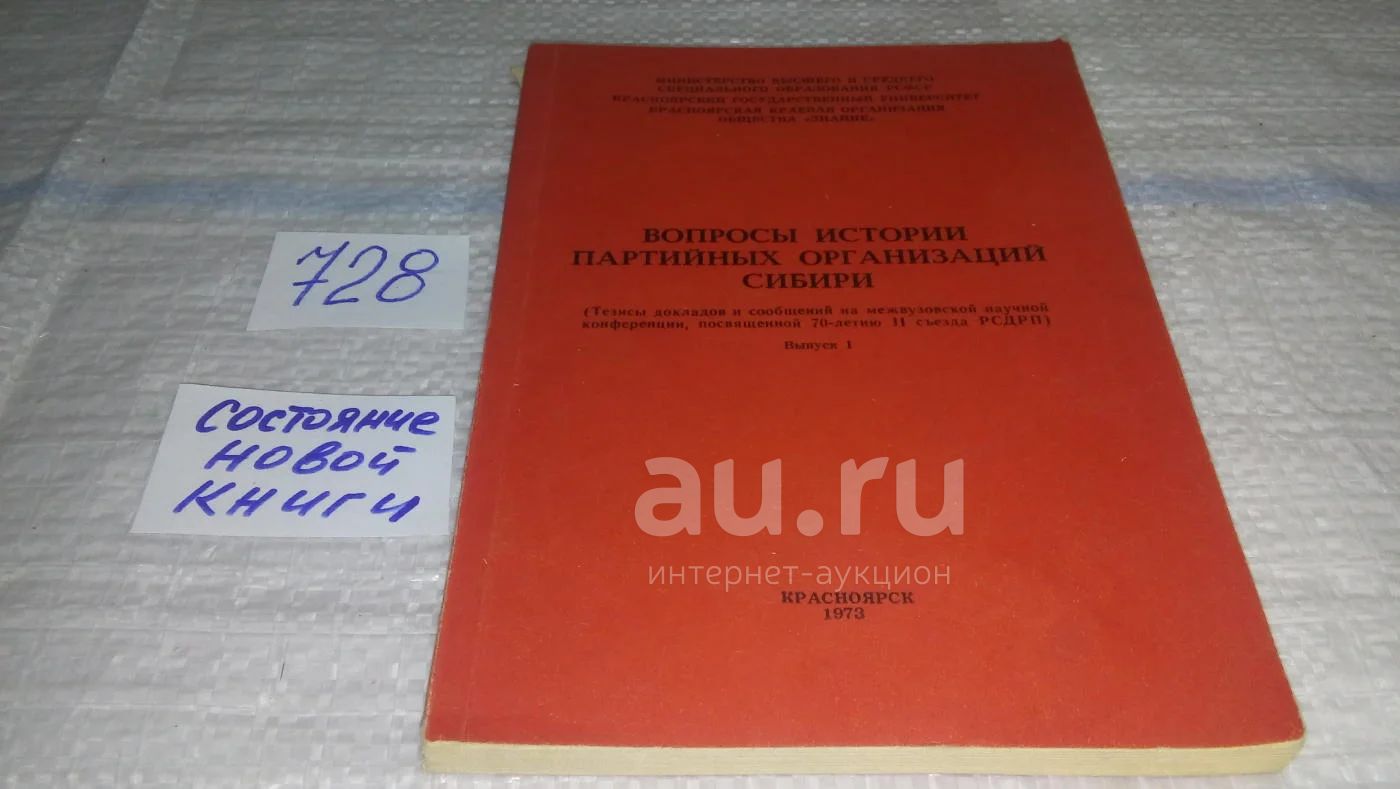 МИНИСТЕРСТВО ВЫСШЕГО И СРЕДНЕГО
СПЕЦИАЛЬНОГО ОБРАЗОВАНИЯ РСФСР
КРАСНОЯРСКИЙ ГОСУДАРСТВЕННЫЙ УНИВЕРСИТЕТ
КРАСНОЯРСКАЯ КРАЕВАЯ ОРГАНИЗАЦИЯ
ОБЩЕСТВА «ЗНАНИЕ»
ВОПРОСЫ ИСТОРИИ
ПАРТИЙНЫХ ОРГАНИЗАЦИЙ
СИБИРИ
(Тезисы докладов и сообщений на межвузовской научной
конференции, посвященной 70-летию II съезда РСДРП)
Выпуск 1
КРАСНОЯРСК
1973
728
Состояние
новой
книги
au.ru
интернет-аукцион